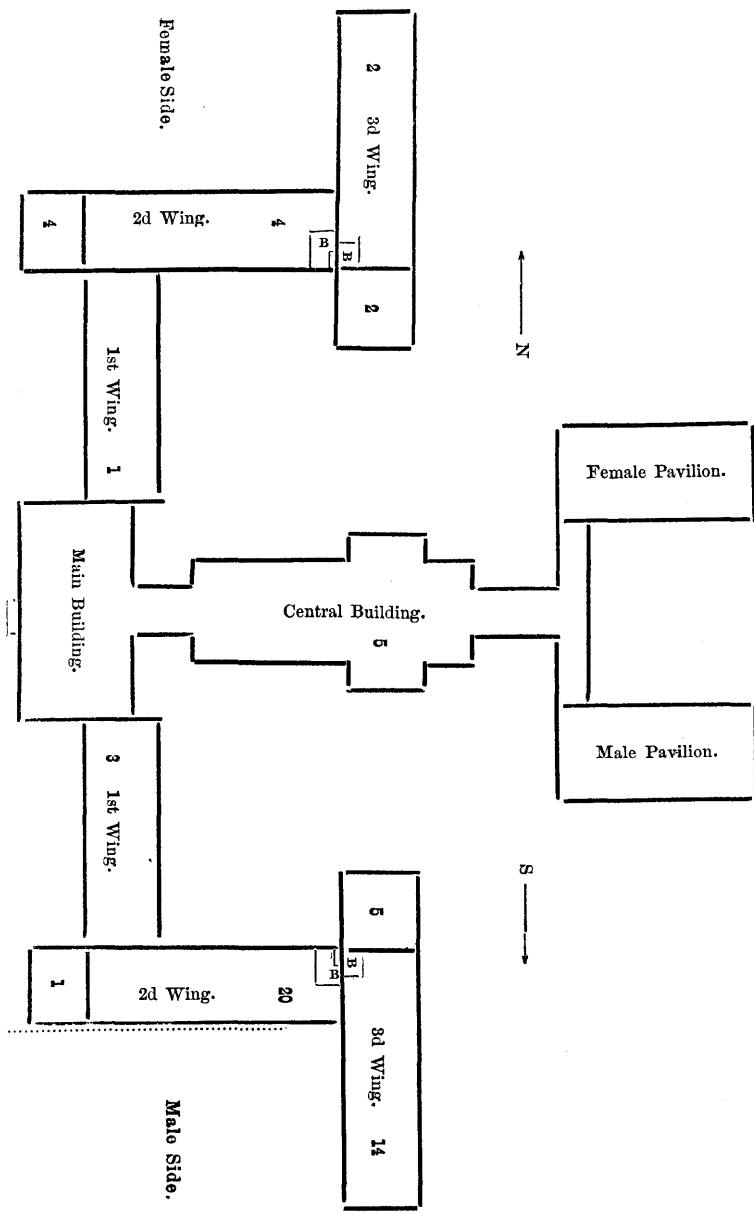 Female Side.
2
3d Wing.
2
4
2d Wing.
4
B
B
N
1st Wing.
1
Female Pavilion.
Main Building.
Central Building.
5
Male Pavilion.
3
1st Wing.
S
5
1
2d Wing.
20
B
B
3d Wing.
14
Male Side.